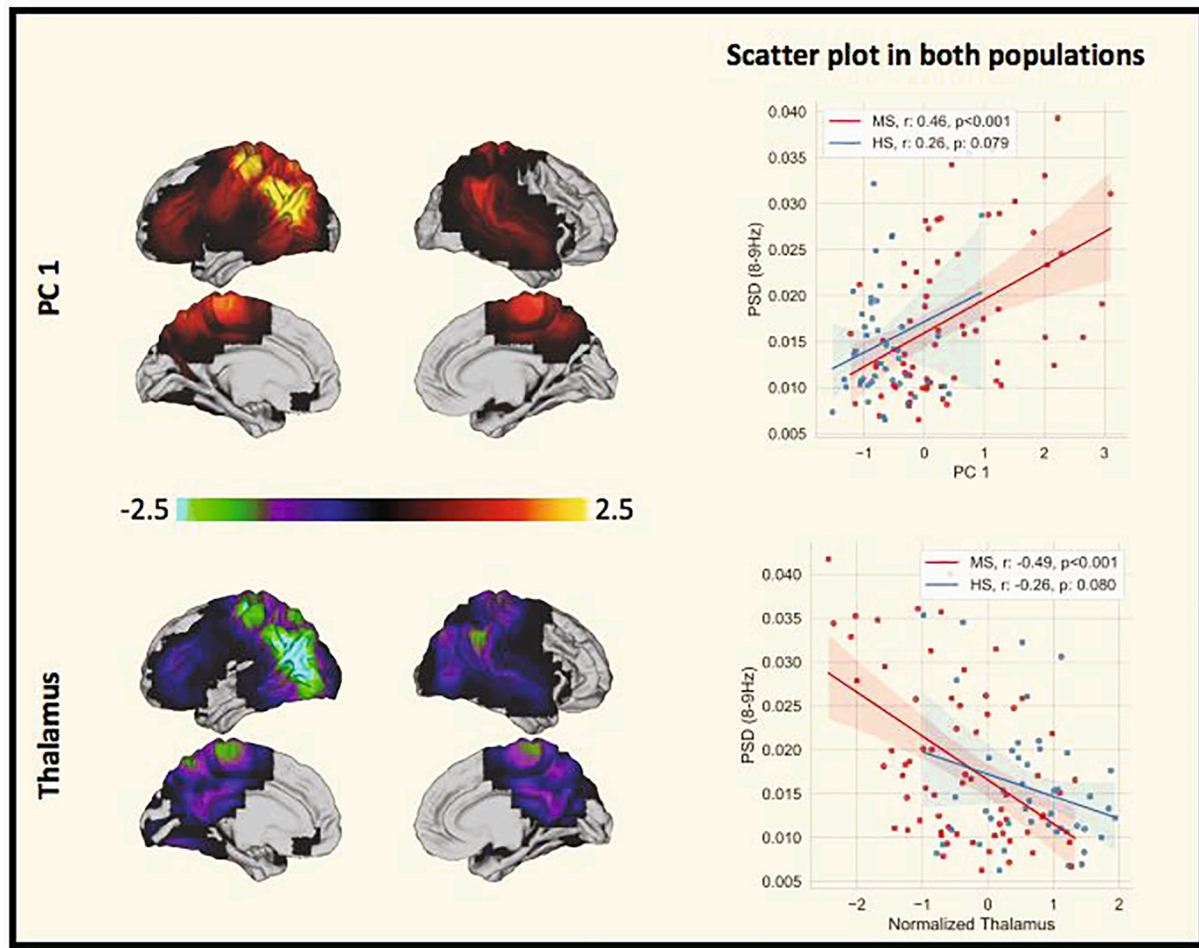 Scatter plot in both populations
PC 1
MS, r: 0.46, p<0.001
HS, r: 0.26, p: 0.079
PSD (8-9Hz)
0.040
0.035
0.030
0.025
0.020
0.015
0.010
0.005
−1 0 1 2 3
PC 1
-2.5 2.5
Thalamus
MS, r: -0.49, p<0.001
HS, r: -0.26, p: 0.080
PSD (8-9Hz)
0.040
0.035
0.030
0.025
0.020
0.015
0.010
0.005
−2 −1 0 1 2
Normalized Thalamus